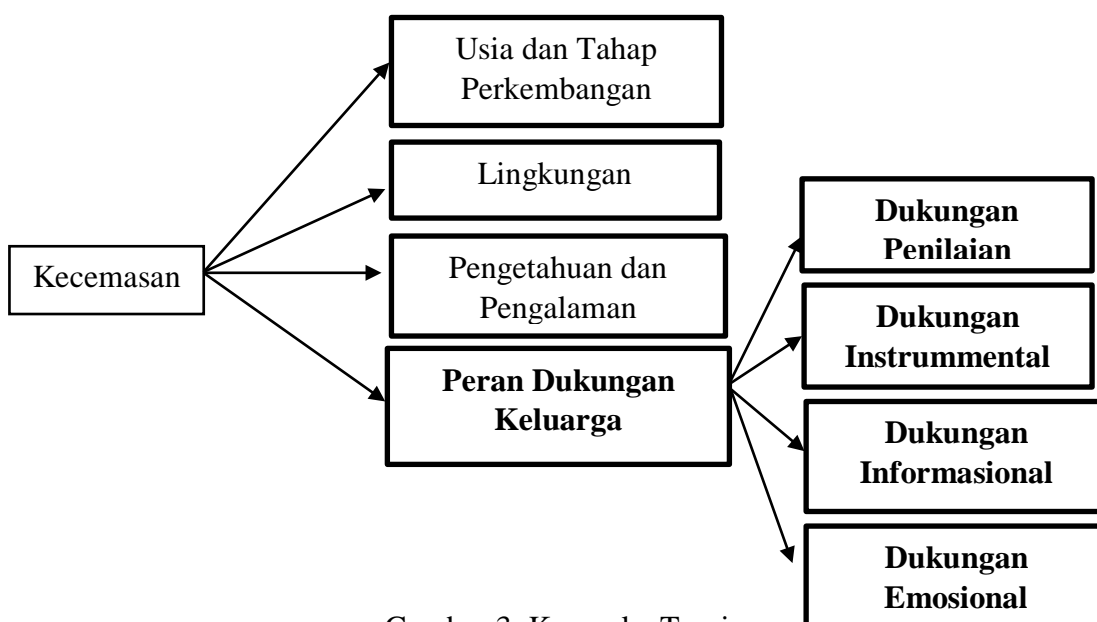 Usia dan Tahap
Perkembangan
Lingkungan
Kecemasan
Pengetahuan dan
Pengalaman
Peran Dukungan
Keluarga
Dukungan
Penilaian
Dukungan
Instrummental
Dukungan
Informasional
Dukungan
Emosional